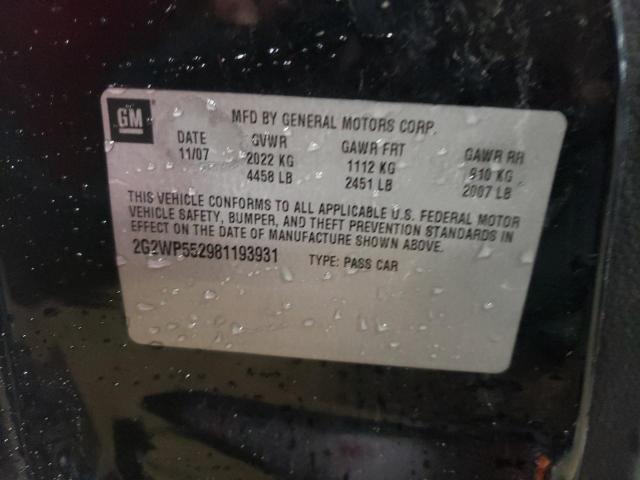 GM
MFD BY GENERAL MOTORS CORP.
DATE GVWR GAWR FRT GAWR RR
11/07 2022 KG 1112 KG 910 KG
4458 LB 2451 LB 2007 LB
THIS VEHICLE CONFORMS TO ALL APPLICABLE U.S. FEDERAL MOTOR
VEHICLE SAFETY, BUMPER, AND THEFT PREVENTION STANDARDS IN
EFFECT ON THE DATE OF MANUFACTURE SHOWN ABOVE.
2G2WP552981193931 TYPE: PASS CAR